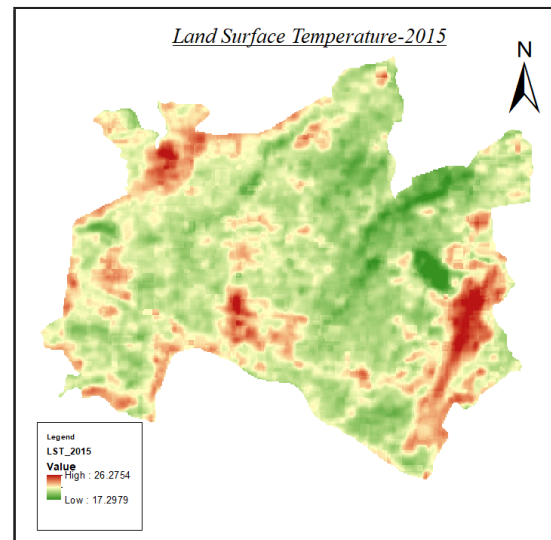 Land Surface Temperature-2015
N
Legend
LST_2015
Value
High : 26.2754
Low : 17.2979